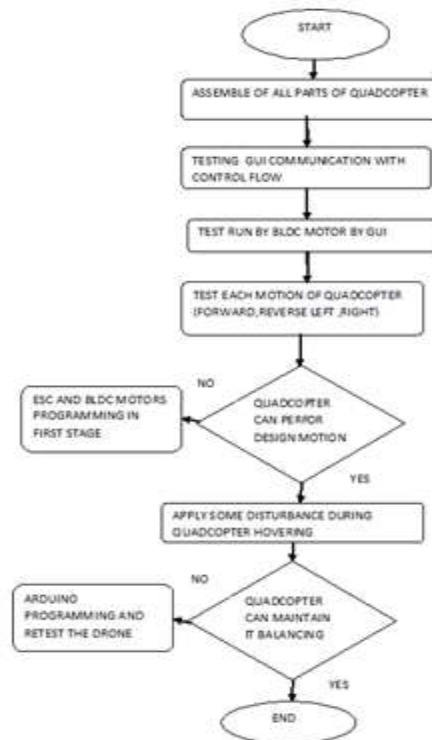 START
ASSEMBLE OF ALL PARTS OF QUADCOPTER
TESTING GUI COMMUNICATION WITH
CONTROL FLOW
TEST RUN BY BLDC MOTOR BY GUI
TEST EACH MOTION OF QUADCOPTER
(FORWARD,REVERSE LEFT ,RIGHT)
NO
ESC AND BLDC MOTORS
PROGRAMMING IN
FIRST STAGE
QUADCOPTER
CAN PERFOR
DESIGN MOTION
YES
APPLY SOME DISTURBANCE DURING
QUADCOPTER HOVERING
NO
ARDUINO
PROGRAMMING AND
RETEST THE DRONE
QUADCOPTER
CAN MAINTAIN
IT BALANCING
YES
END